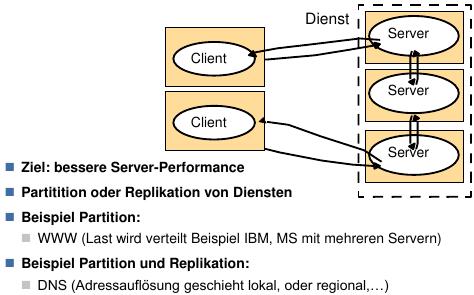 Dienst
Server
Client
Server
Client
Server
Ziel: bessere Server-Performance
Partitition oder Replikation von Diensten
Beispiel Partition:
WWW (Last wird verteilt Beispiel IBM, MS mit mehreren Servern)
Beispiel Partition und Replikation:
DNS (Adressauflösung geschieht lokal, oder regional,…)